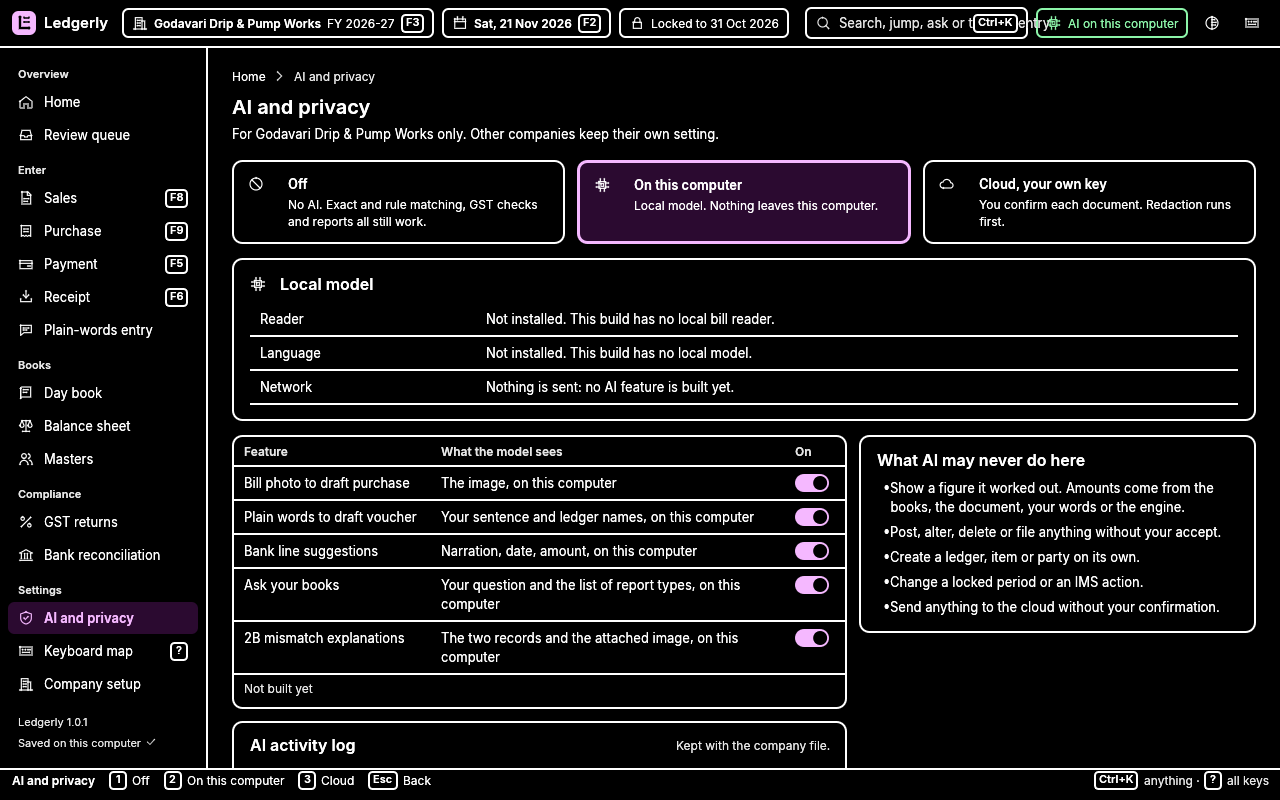 Ledgerly
Godavari Drip & Pump Works FY 2026-27 F3
Sat, 21 Nov 2026 F2
Locked to 31 Oct 2026
Search, jump, ask or Ctrl+K
AI on this computer
Overview
Home
Review queue
Enter
Sales F8
Purchase F9
Payment F5
Receipt F6
Plain-words entry
Books
Day book
Balance sheet
Masters
Compliance
GST returns
Bank reconciliation
Settings
AI and privacy
Keyboard map ?
Company setup
Ledgerly 1.0.1
Saved on this computer
Home > AI and privacy
AI and privacy
For Godavari Drip & Pump Works only. Other companies keep their own setting.
Off
No AI. Exact and rule matching, GST checks
and reports all still work.
On this computer
Local model. Nothing leaves this computer.
Cloud, your own key
You confirm each document. Redaction runs
first.
Local model
Reader Not installed. This build has no local bill reader.
Language Not installed. This build has no local model.
Network Nothing is sent: no AI feature is built yet.
Feature What the model sees On
Bill photo to draft purchase The image, on this computer
Plain words to draft voucher Your sentence and ledger names, on this computer
Bank line suggestions Narration, date, amount, on this computer
Ask your books Your question and the list of report types, on this
computer
2B mismatch explanations The two records and the attached image, on this
computer
Not built yet
What AI may never do here
•Show a figure it worked out. Amounts come from the
books, the document, your words or the engine.
•Post, alter, delete or file anything without your accept.
•Create a ledger, item or party on its own.
•Change a locked period or an IMS action.
•Send anything to the cloud without your confirmation.
AI activity log Kept with the company file.
AI and privacy 1 Off 2 On this computer 3 Cloud Esc Back
Ctrl+K anything · ? all keys